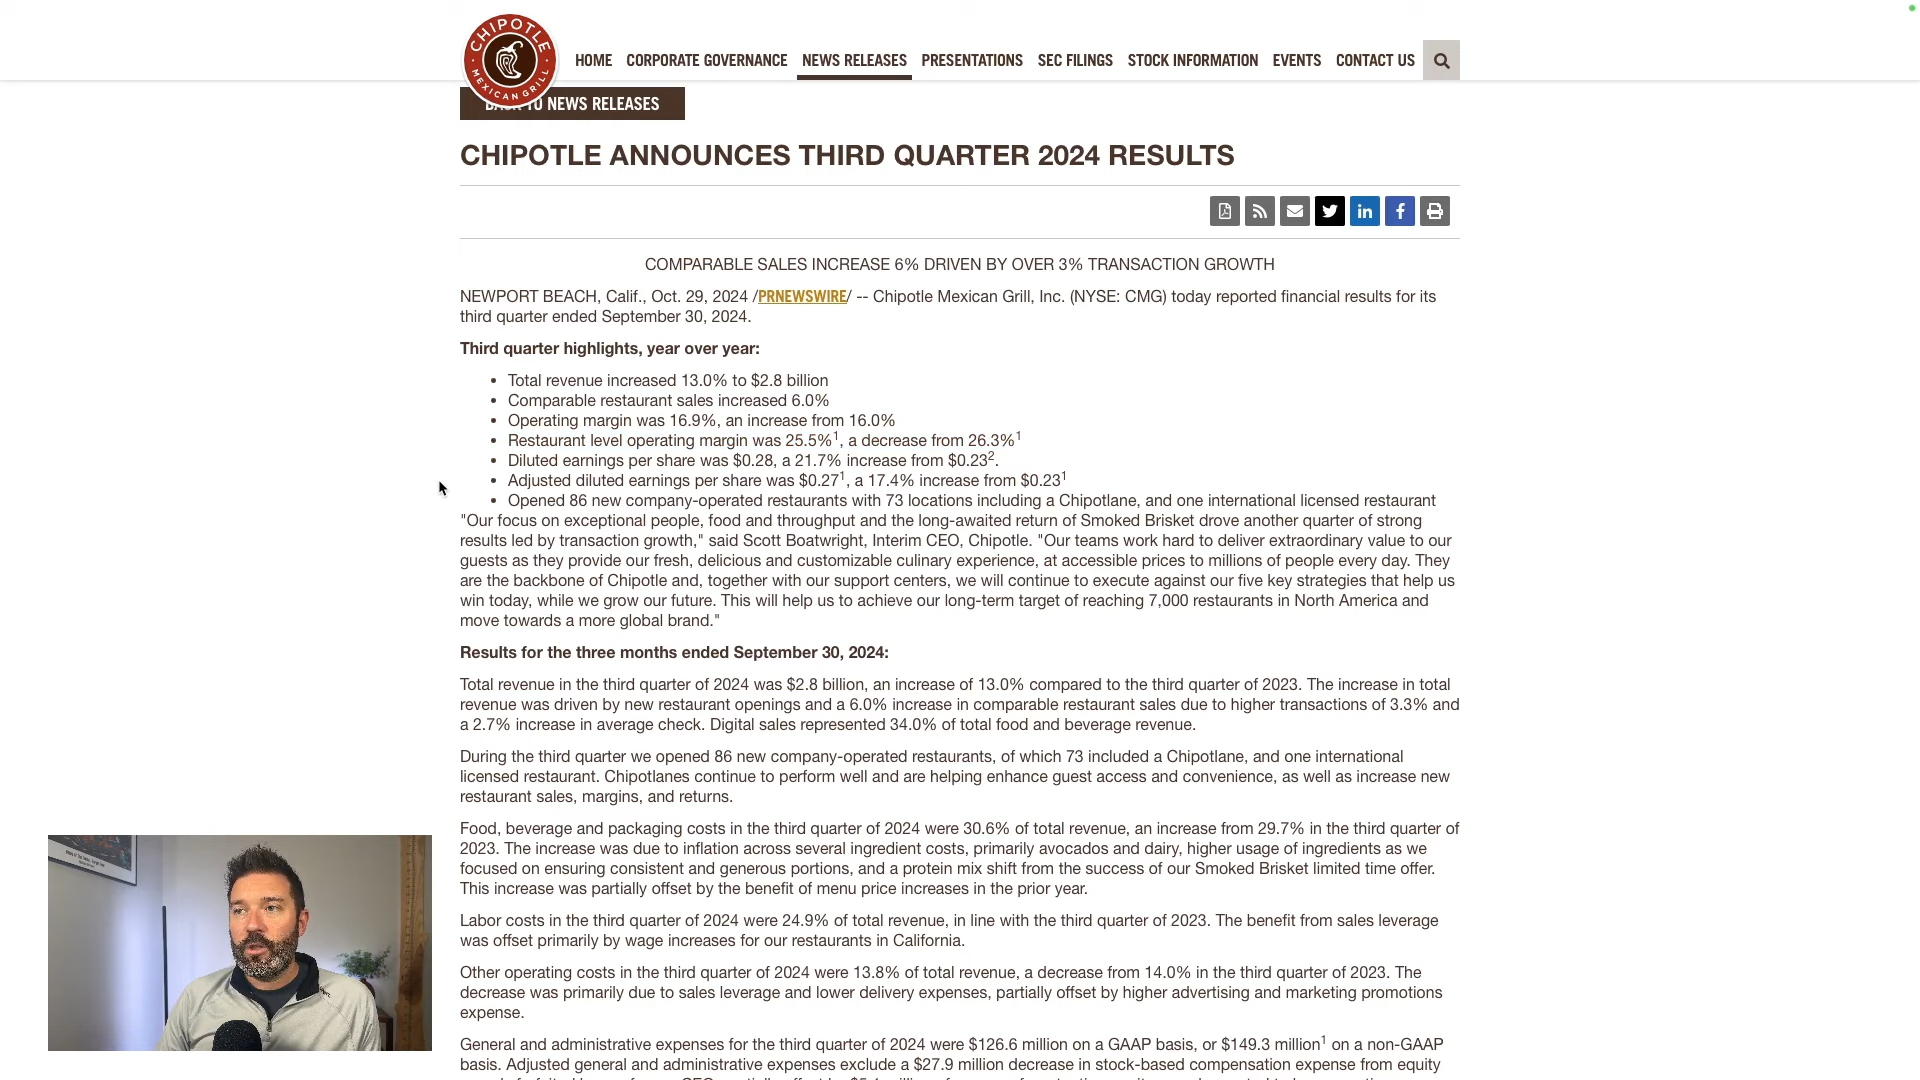 CHIPOTLE
MEXICAN GRILL
HOME CORPORATE GOVERNANCE NEWS RELEASES PRESENTATIONS SEC FILINGS STOCK INFORMATION EVENTS CONTACT US
BACK TO NEWS RELEASES
CHIPOTLE ANNOUNCES THIRD QUARTER 2024 RESULTS
COMPARABLE SALES INCREASE 6% DRIVEN BY OVER 3% TRANSACTION GROWTH
NEWPORT BEACH, Calif., Oct. 29, 2024 /PRNEWSWIRE/ -- Chipotle Mexican Grill, Inc. (NYSE: CMG) today reported financial results for its
third quarter ended September 30, 2024.
Third quarter highlights, year over year:
• Total revenue increased 13.0% to $2.8 billion
• Comparable restaurant sales increased 6.0%
• Operating margin was 16.9%, an increase from 16.0%
• Restaurant level operating margin was 25.5%¹, a decrease from 26.3%¹
• Diluted earnings per share was $0.28, a 21.7% increase from $0.23².
• Adjusted diluted earnings per share was $0.27¹, a 17.4% increase from $0.23¹
• Opened 86 new company-operated restaurants with 73 locations including a Chipotlane, and one international licensed restaurant
"Our focus on exceptional people, food and throughput and the long-awaited return of Smoked Brisket drove another quarter of strong
results led by transaction growth," said Scott Boatwright, Interim CEO, Chipotle. "Our teams work hard to deliver extraordinary value to our
guests as they provide our fresh, delicious and customizable culinary experience, at accessible prices to millions of people every day. They
are the backbone of Chipotle and, together with our support centers, we will continue to execute against our five key strategies that help us
win today, while we grow our future. This will help us to achieve our long-term target of reaching 7,000 restaurants in North America and
move towards a more global brand."
Results for the three months ended September 30, 2024:
Total revenue in the third quarter of 2024 was $2.8 billion, an increase of 13.0% compared to the third quarter of 2023. The increase in total
revenue was driven by new restaurant openings and a 6.0% increase in comparable restaurant sales due to higher transactions of 3.3% and
a 2.7% increase in average check. Digital sales represented 34.0% of total food and beverage revenue.
During the third quarter we opened 86 new company-operated restaurants, of which 73 included a Chipotlane, and one international
licensed restaurant. Chipotlanes continue to perform well and are helping enhance guest access and convenience, as well as increase new
restaurant sales, margins, and returns.
Food, beverage and packaging costs in the third quarter of 2024 were 30.6% of total revenue, an increase from 29.7% in the third quarter of
2023. The increase was due to inflation across several ingredient costs, primarily avocados and dairy, higher usage of ingredients as we
focused on ensuring consistent and generous portions, and a protein mix shift from the success of our Smoked Brisket limited time offer.
This increase was partially offset by the benefit of menu price increases in the prior year.
Labor costs in the third quarter of 2024 were 24.9% of total revenue, in line with the third quarter of 2023. The benefit from sales leverage
was offset primarily by wage increases for our restaurants in California.
Other operating costs in the third quarter of 2024 were 13.8% of total revenue, a decrease from 14.0% in the third quarter of 2023. The
decrease was primarily due to sales leverage and lower delivery expenses, partially offset by higher advertising and marketing promotions
expense.
General and administrative expenses for the third quarter of 2024 were $126.6 million on a GAAP basis, or $149.3 million¹ on a non-GAAP
basis. Adjusted general and administrative expenses exclude a $27.9 million decrease in stock-based compensation expense from equity